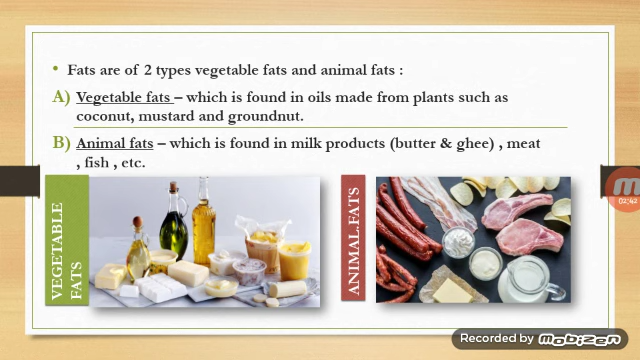 • Fats are of 2 types vegetable fats and animal fats :
A) Vegetable fats – which is found in oils made from plants such as
coconut, mustard and groundnut.
B) Animal fats – which is found in milk products (butter & ghee) , meat
, fish , etc.
VEGETABLE
FATS
ANIMAL.FATS
02:42
Recorded by mobizen